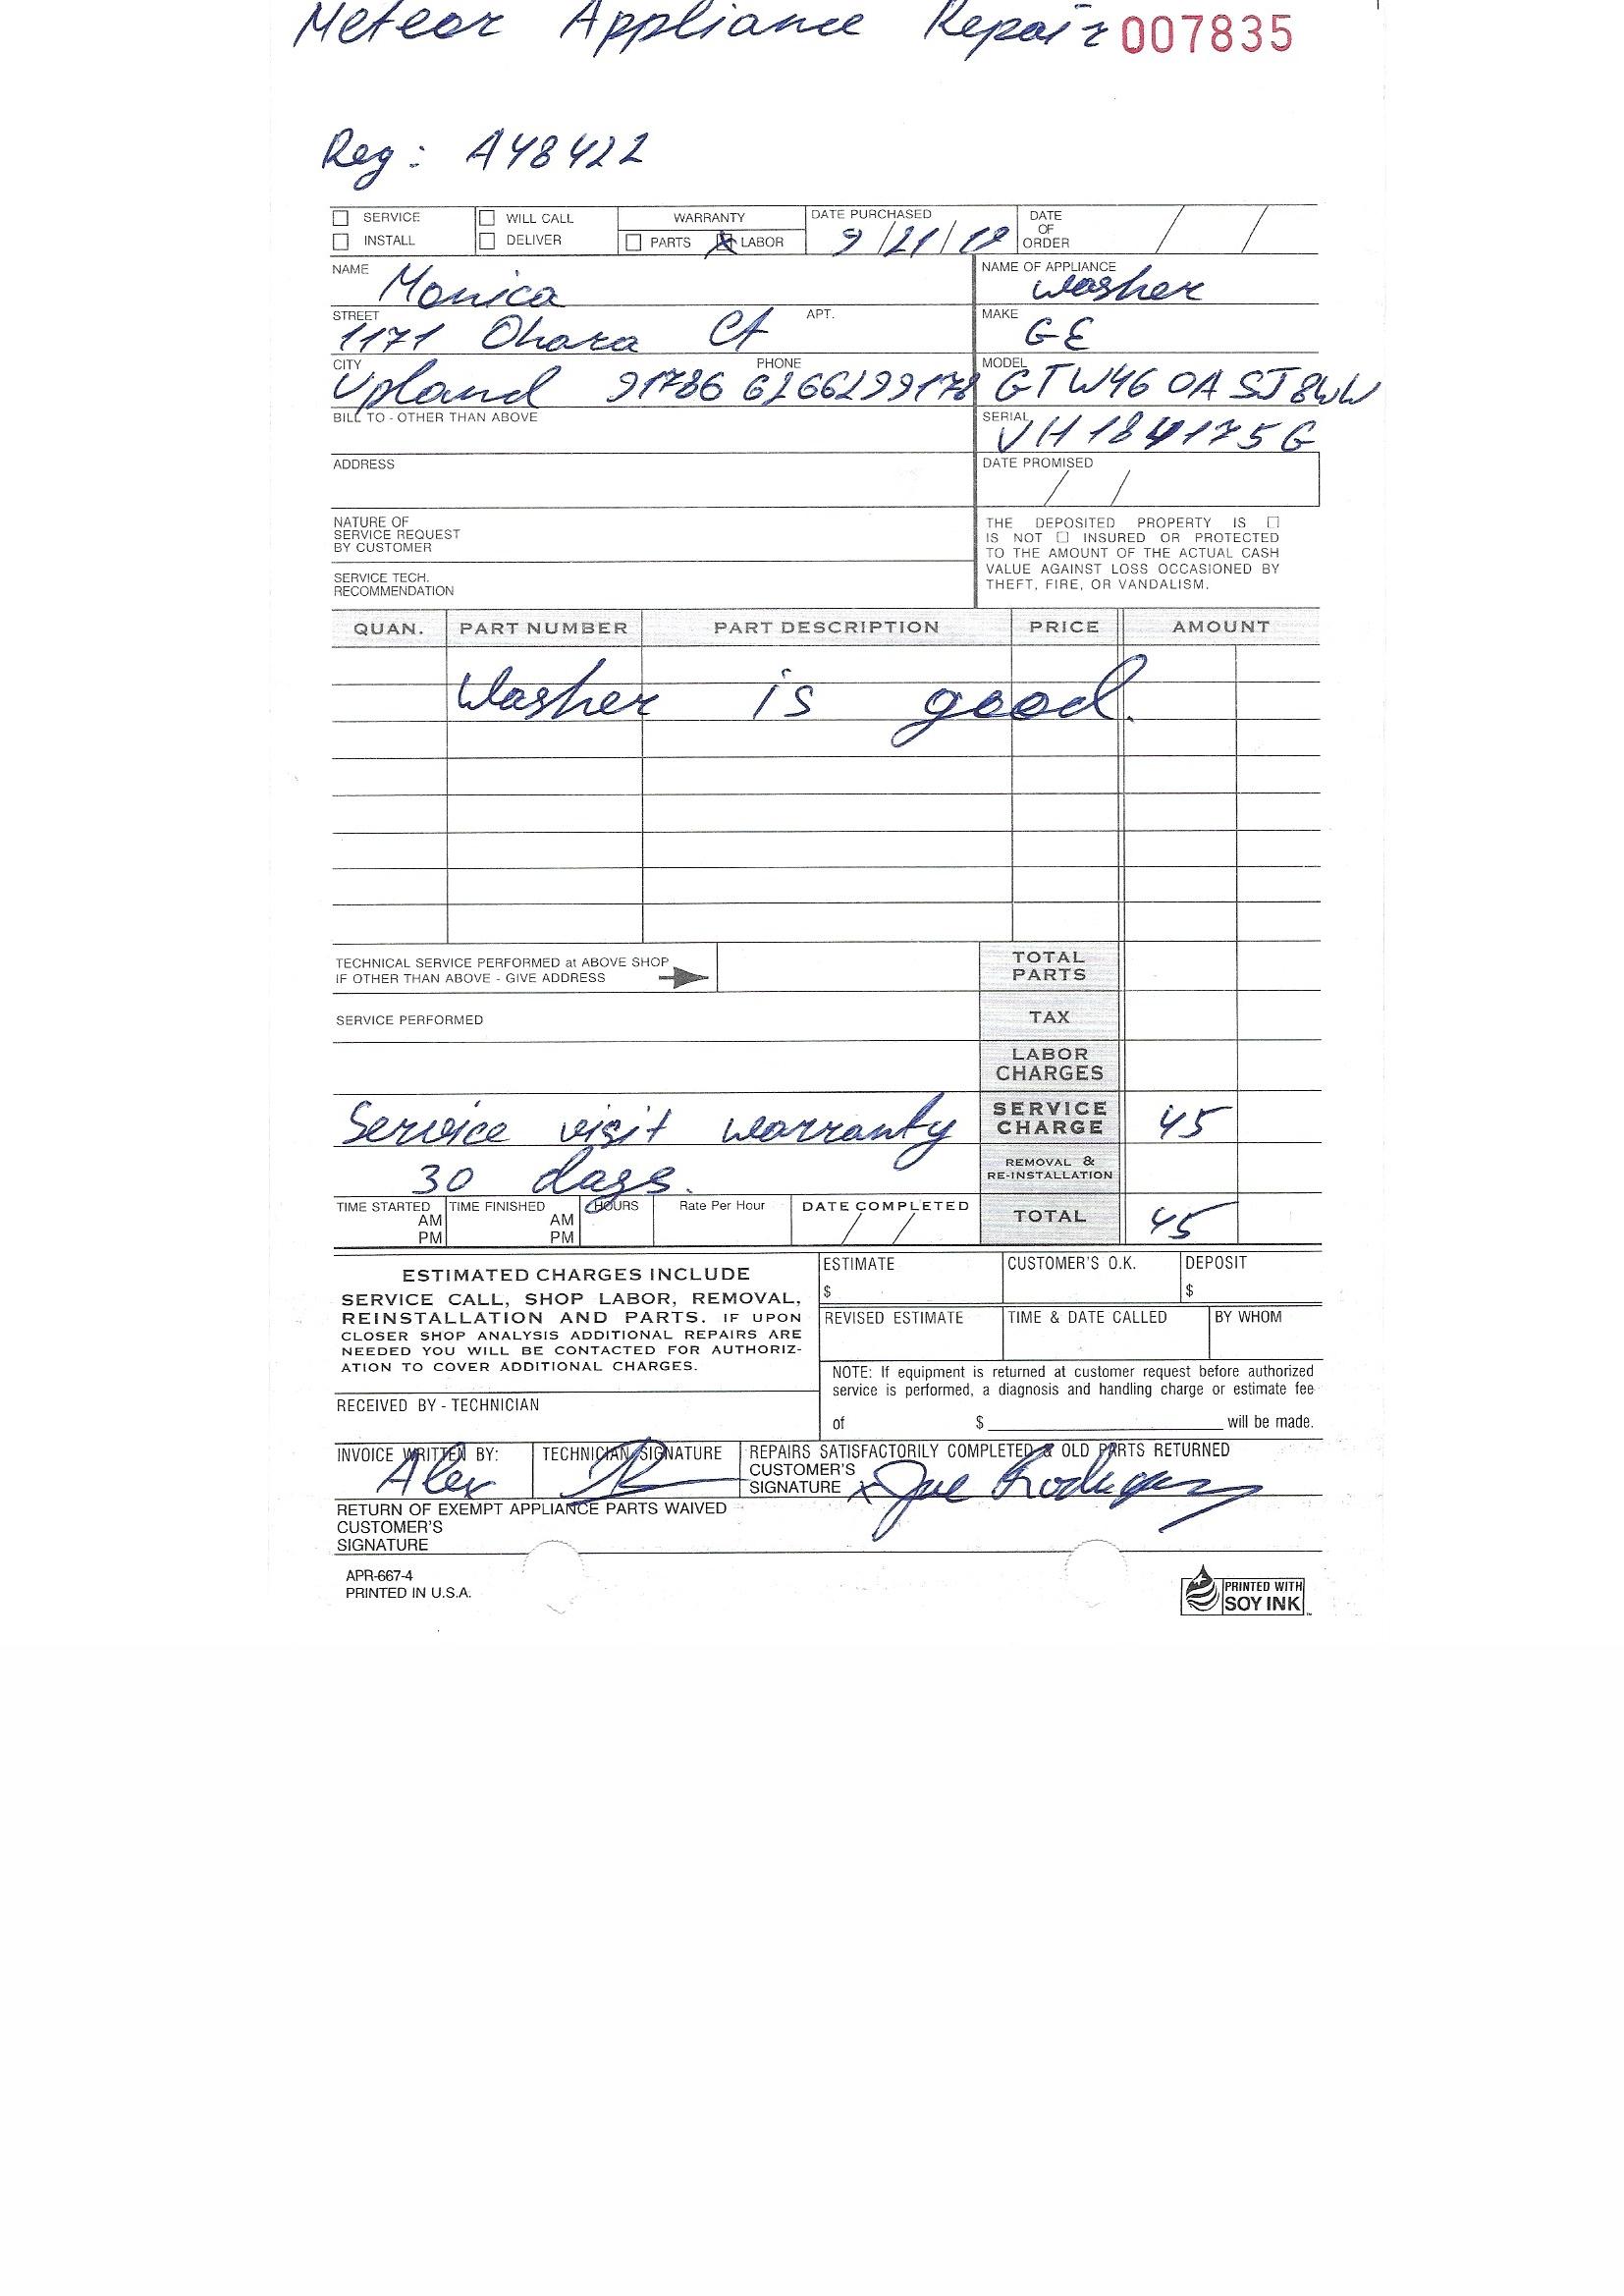 Meteor Appliance Repair 007835
Reg: A48422
SERVICE WILL CALL WARRANTY DATE PURCHASED DATE OF ORDER
INSTALL DELIVER PARTS X LABOR 9/21/18
NAME Monica NAME OF APPLIANCE washer
STREET 1171 Ohara Ct APT. MAKE GE
CITY Upland 91786 PHONE 6266299178 MODEL GTW460ASJ8WW
BILL TO - OTHER THAN ABOVE SERIAL VH184175G
ADDRESS DATE PROMISED / /
NATURE OF
SERVICE REQUEST
BY CUSTOMER
SERVICE TECH.
RECOMMENDATION
THE DEPOSITED PROPERTY IS ☐
IS NOT ☐ INSURED OR PROTECTED
TO THE AMOUNT OF THE ACTUAL CASH
VALUE AGAINST LOSS OCCASIONED BY
THEFT, FIRE, OR VANDALISM.
QUAN. PART NUMBER PART DESCRIPTION PRICE AMOUNT
Washer is good.
TECHNICAL SERVICE PERFORMED at ABOVE SHOP
IF OTHER THAN ABOVE - GIVE ADDRESS
TOTAL PARTS
SERVICE PERFORMED TAX
LABOR CHARGES
Service visit warranty SERVICE CHARGE 45
30 days. REMOVAL & RE-INSTALLATION
TIME STARTED AM PM TIME FINISHED AM PM HOURS Rate Per Hour DATE COMPLETED / / TOTAL 45
ESTIMATED CHARGES INCLUDE
SERVICE CALL, SHOP LABOR, REMOVAL,
REINSTALLATION AND PARTS. IF UPON
CLOSER SHOP ANALYSIS ADDITIONAL REPAIRS ARE
NEEDED YOU WILL BE CONTACTED FOR AUTHORIZ-
ATION TO COVER ADDITIONAL CHARGES.
ESTIMATE $ CUSTOMER'S O.K. DEPOSIT $
REVISED ESTIMATE TIME & DATE CALLED BY WHOM
NOTE: If equipment is returned at customer request before authorized
service is performed, a diagnosis and handling charge or estimate fee
of $ will be made.
RECEIVED BY - TECHNICIAN
INVOICE WRITTEN BY: TECHNICIAN SIGNATURE REPAIRS SATISFACTORILY COMPLETED & OLD PARTS RETURNED
Alex CUSTOMER'S SIGNATURE x Joe Rodriguez
RETURN OF EXEMPT APPLIANCE PARTS WAIVED
CUSTOMER'S
SIGNATURE
APR-667-4
PRINTED IN U.S.A.
PRINTED WITH
SOY INK